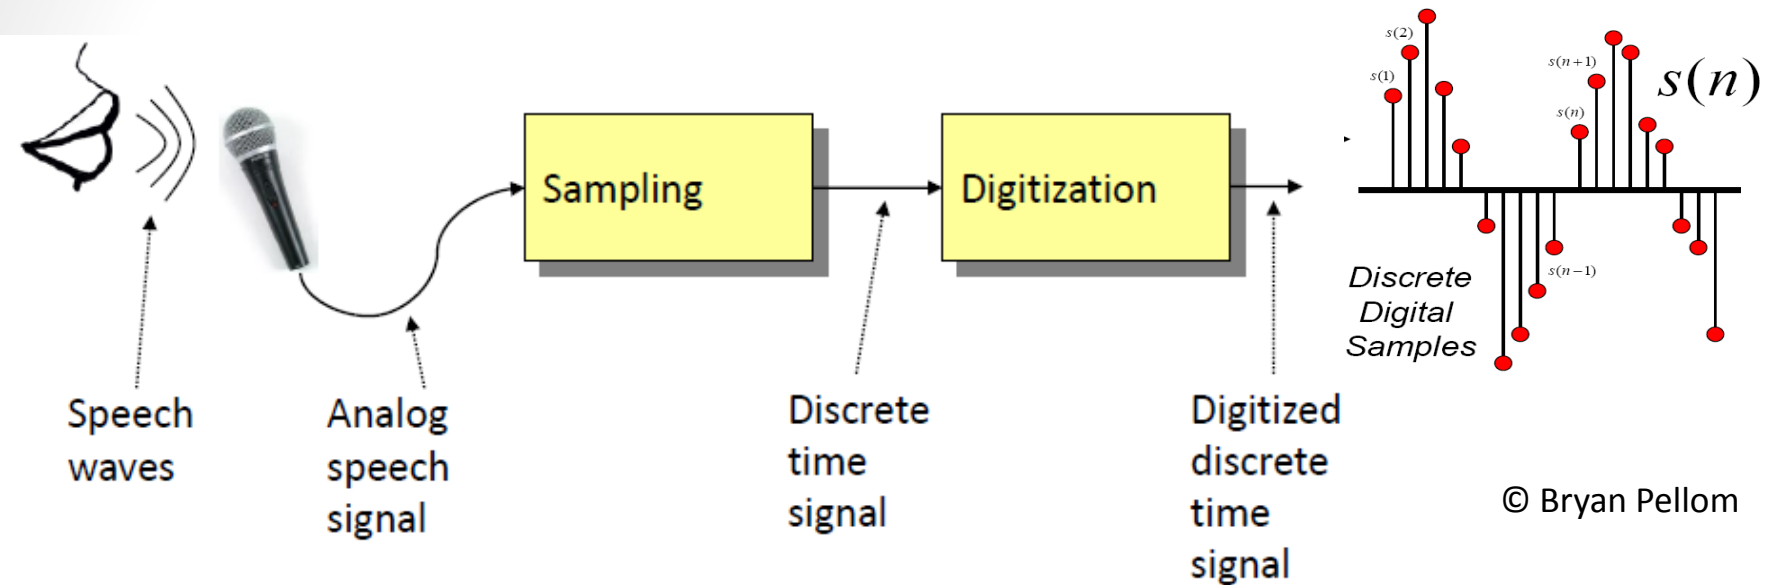 Speech
waves
Analog
speech
signal
Sampling
Discrete
time
signal
Digitization
Digitized
discrete
time
signal
s(1)
s(2)
s(n)
s(n+1)
s(n)
s(n−1)
Discrete
Digital
Samples
© Bryan Pellom